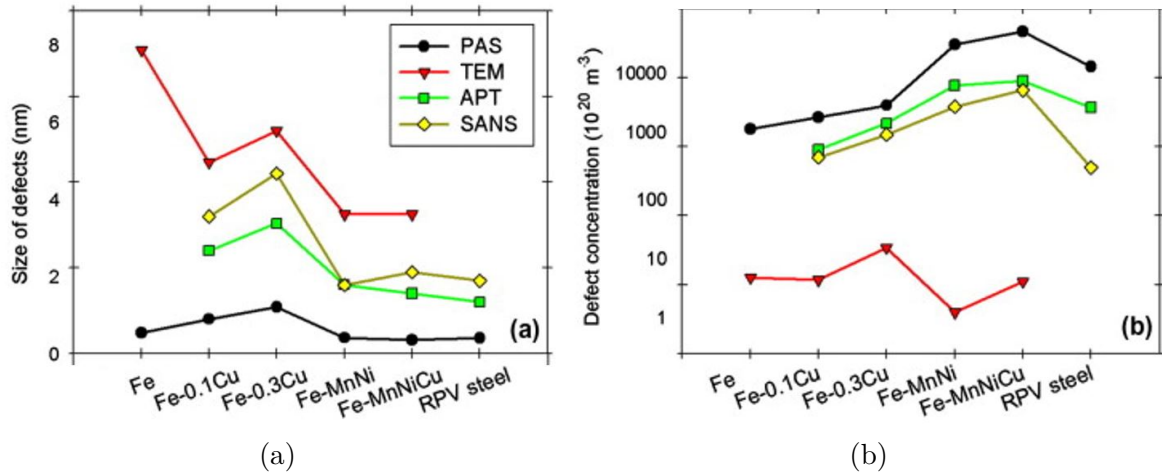 8
6
4
2
0
Size of defects (nm)
PAS
TEM
APT
SANS
(a)
Fe
Fe-0.1Cu
Fe-0.3Cu
Fe-MnNi
Fe-MnNiCu
RPV steel
(a)
10000
1000
100
10
1
Defect concentration (10²⁰ m⁻³)
(b)
Fe
Fe-0.1Cu
Fe-0.3Cu
Fe-MnNi
Fe-MnNiCu
RPV steel
(b)